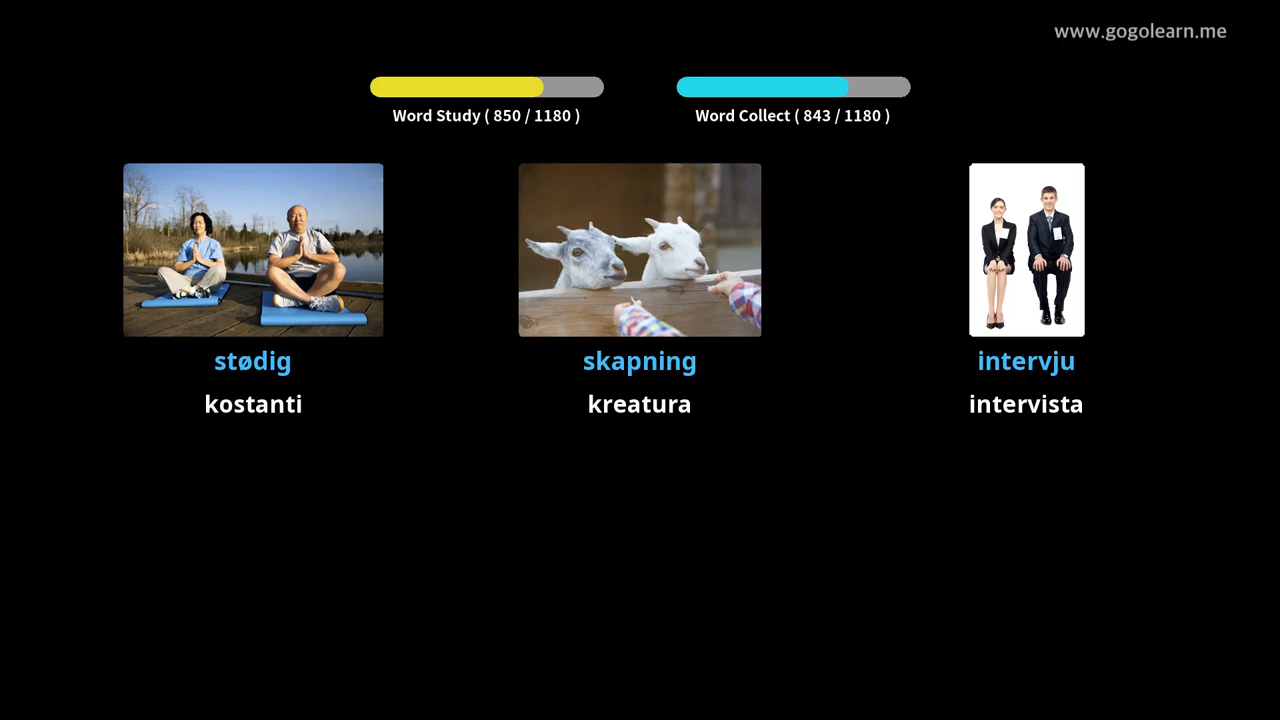 www.gogolearn.me
Word Study ( 850 / 1180 )
Word Collect ( 843 / 1180 )
stødig
skapning
intervju
kostanti
kreatura
intervista